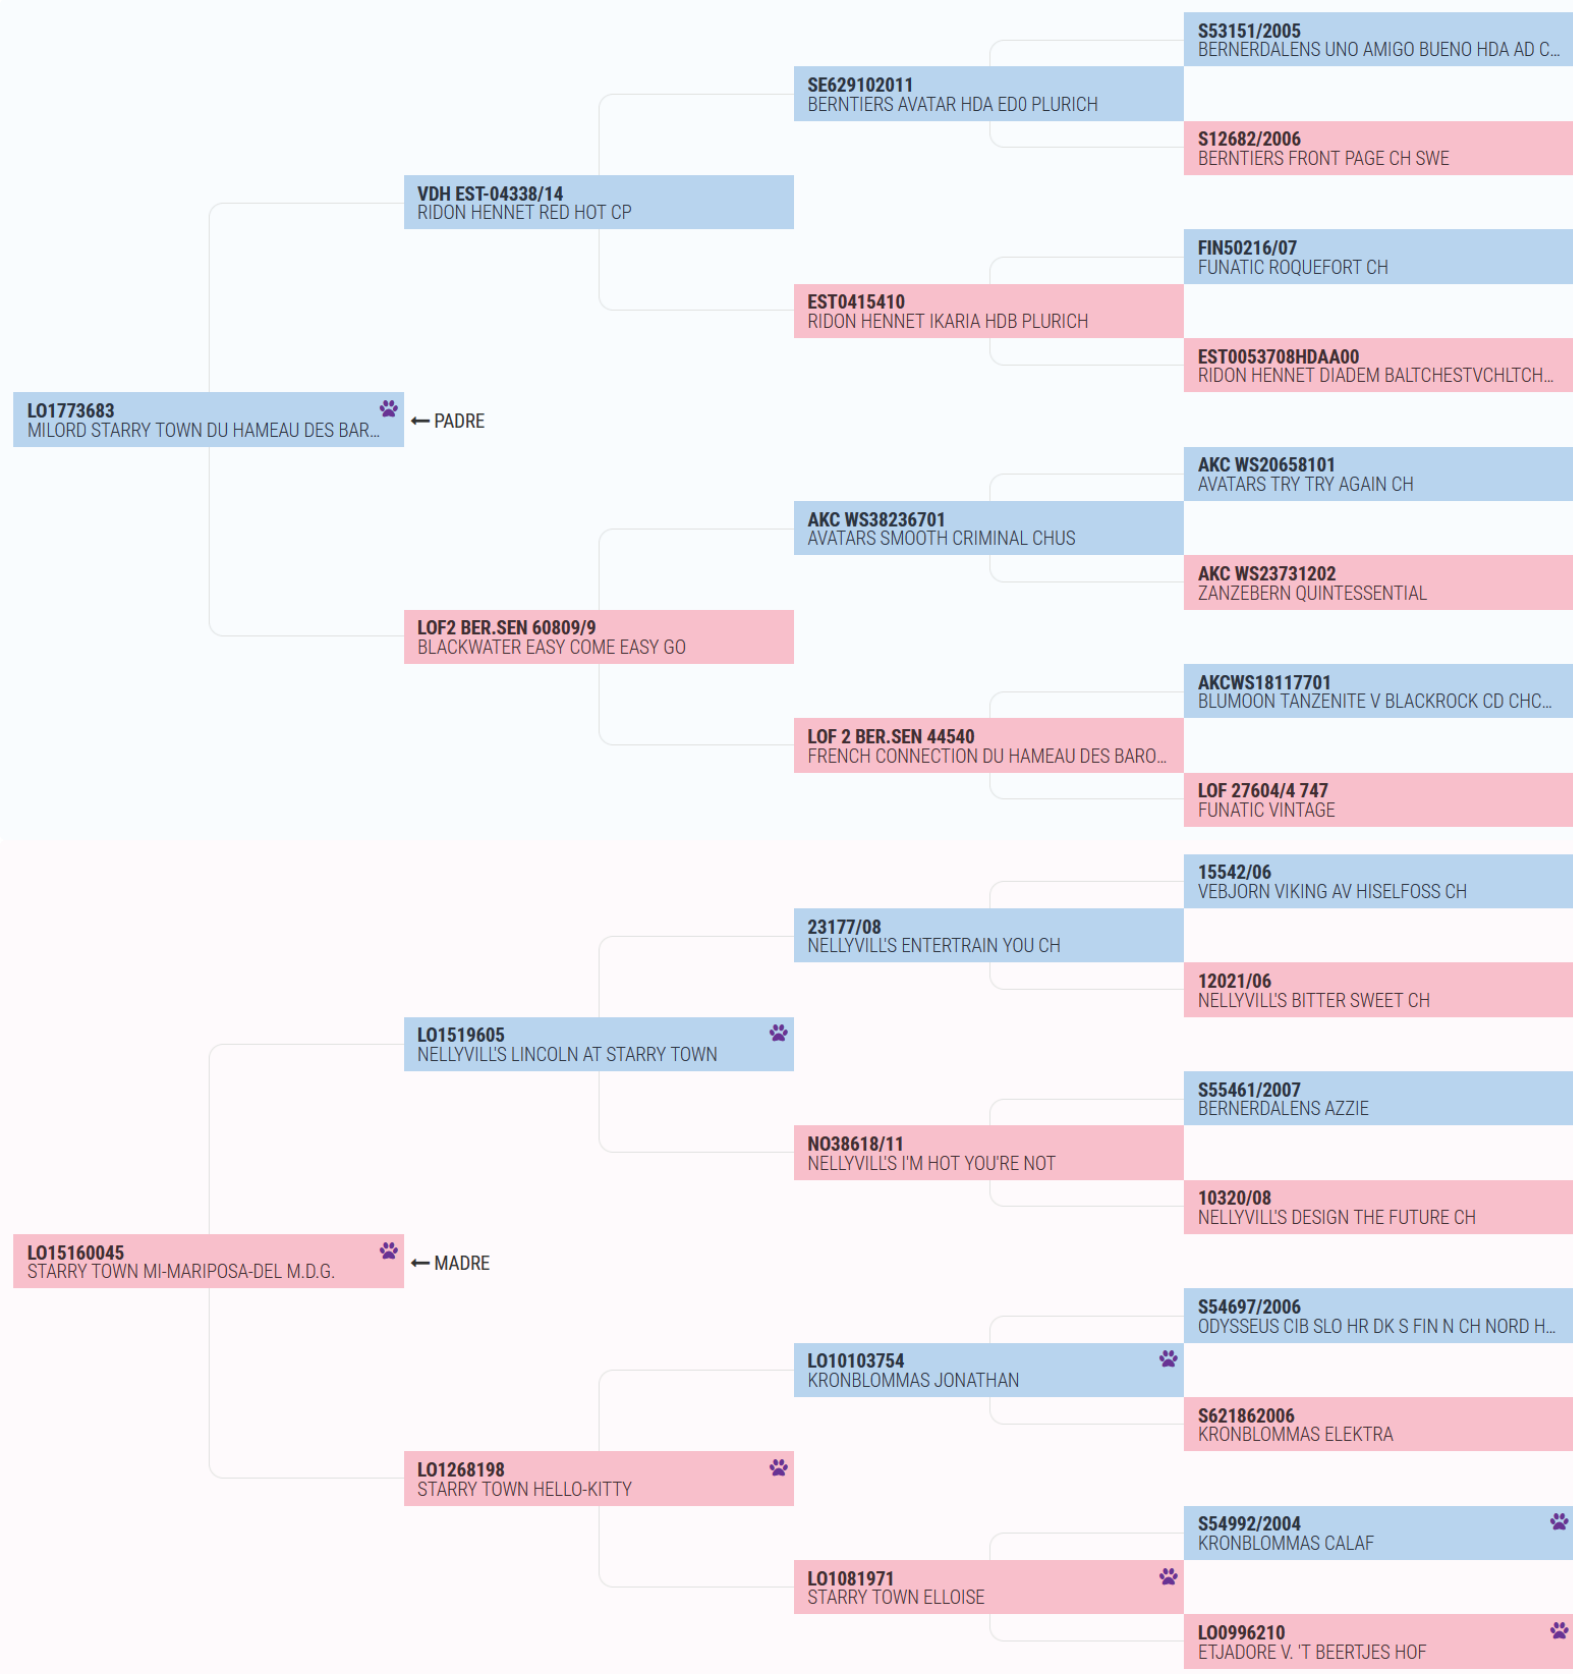 S53151/2005
BERNERDALENS UNO AMIGO BUENO HDA AD C...
SE629102011
BERNTIERS AVATAR HDA ED0 PLURICH
S12682/2006
BERNTIERS FRONT PAGE CH SWE
VDH EST-04338/14
RIDON HENNET RED HOT CP
FIN50216/07
FUNATIC ROQUEFORT CH
EST0415410
RIDON HENNET IKARIA HDB PLURICH
EST0053708HDAA00
RIDON HENNET DIADEM BALTCHESTVCHLTCH...
LO1773683
MILORD STARRY TOWN DU HAMEAU DES BAR...
← PADRE
AKC WS20658101
AVATARS TRY TRY AGAIN CH
AKC WS38236701
AVATARS SMOOTH CRIMINAL CHUS
AKC WS23731202
ZANZEBERN QUINTESSENTIAL
LOF2 BER.SEN 60809/9
BLACKWATER EASY COME EASY GO
AKCWS18117701
BLUMOON TANZENITE V BLACKROCK CD CHC...
LOF 2 BER.SEN 44540
FRENCH CONNECTION DU HAMEAU DES BARO...
LOF 27604/4 747
FUNATIC VINTAGE
15542/06
VEBJORN VIKING AV HISELFOSS CH
23177/08
NELLYVILL'S ENTERTRAIN YOU CH
12021/06
NELLYVILL'S BITTER SWEET CH
LO1519605
NELLYVILL'S LINCOLN AT STARRY TOWN
S55461/2007
BERNERDALENS AZZIE
NO38618/11
NELLYVILL'S I'M HOT YOU'RE NOT
10320/08
NELLYVILL'S DESIGN THE FUTURE CH
LO15160045
STARRY TOWN MI-MARIPOSA-DEL M.D.G.
← MADRE
S54697/2006
ODYSSEUS CIB SLO HR DK S FIN N CH NORD H...
LO10103754
KRONBLOMMAS JONATHAN
S621862006
KRONBLOMMAS ELEKTRA
LO1268198
STARRY TOWN HELLO-KITTY
S54992/2004
KRONBLOMMAS CALAF
LO1081971
STARRY TOWN ELLOISE
LO0996210
ETJADORE V. 'T BEERTJES HOF